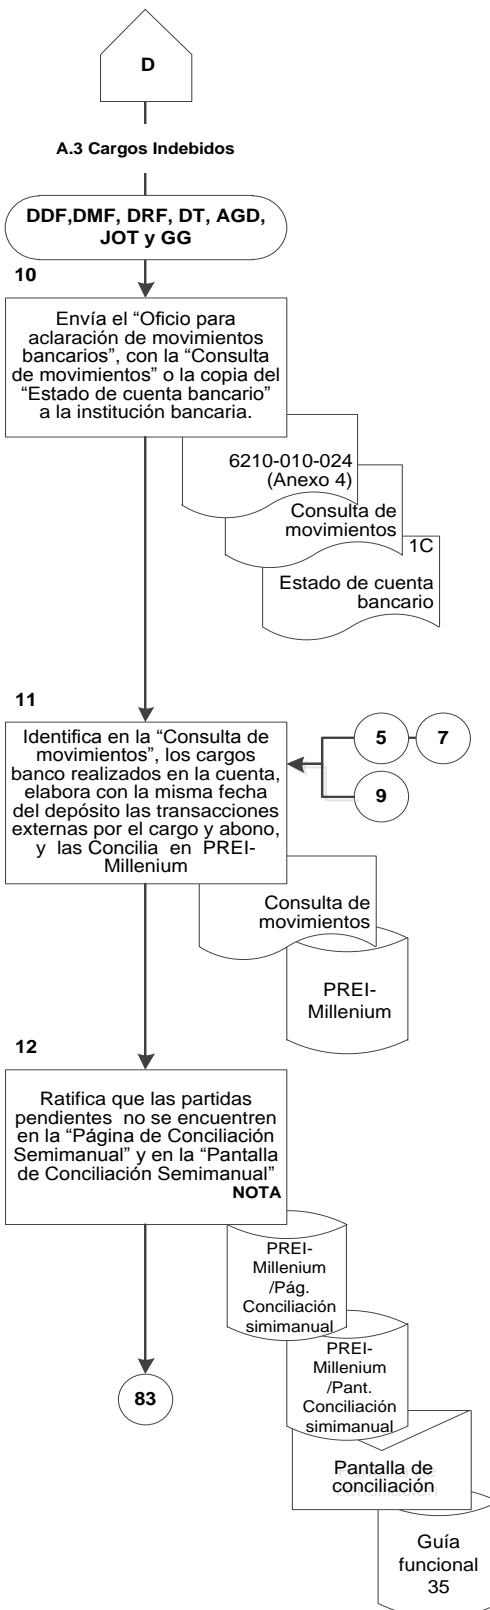 D
A.3 Cargos Indebidos
DDF,DMF, DRF, DT, AGD,
JOT y GG
10
Envía el “Oficio para
aclaración de movimientos
bancarios”, con la “Consulta
de movimientos” o la copia del
“Estado de cuenta bancario”
a la institución bancaria.
6210-010-024
(Anexo 4)
Consulta de
movimientos
1C
Estado de cuenta
bancario
11
Identifica en la “Consulta de
movimientos”, los cargos
banco realizados en la cuenta,
elabora con la misma fecha
del depósito las transacciones
externas por el cargo y abono,
y las Concilia en PREI-
Millenium
5
7
9
Consulta de
movimientos
PREI-
Millenium
12
Ratifica que las partidas
pendientes no se encuentren
en la “Página de Conciliación
Semimanual” y en la “Pantalla
de Conciliación Semimanual”
NOTA
PREI-
Millenium
/Pág.
Conciliación
simimanual
PREI-
Millenium
/Pant.
Conciliación
simimanual
83
Pantalla de
conciliación
Guía
funcional
35